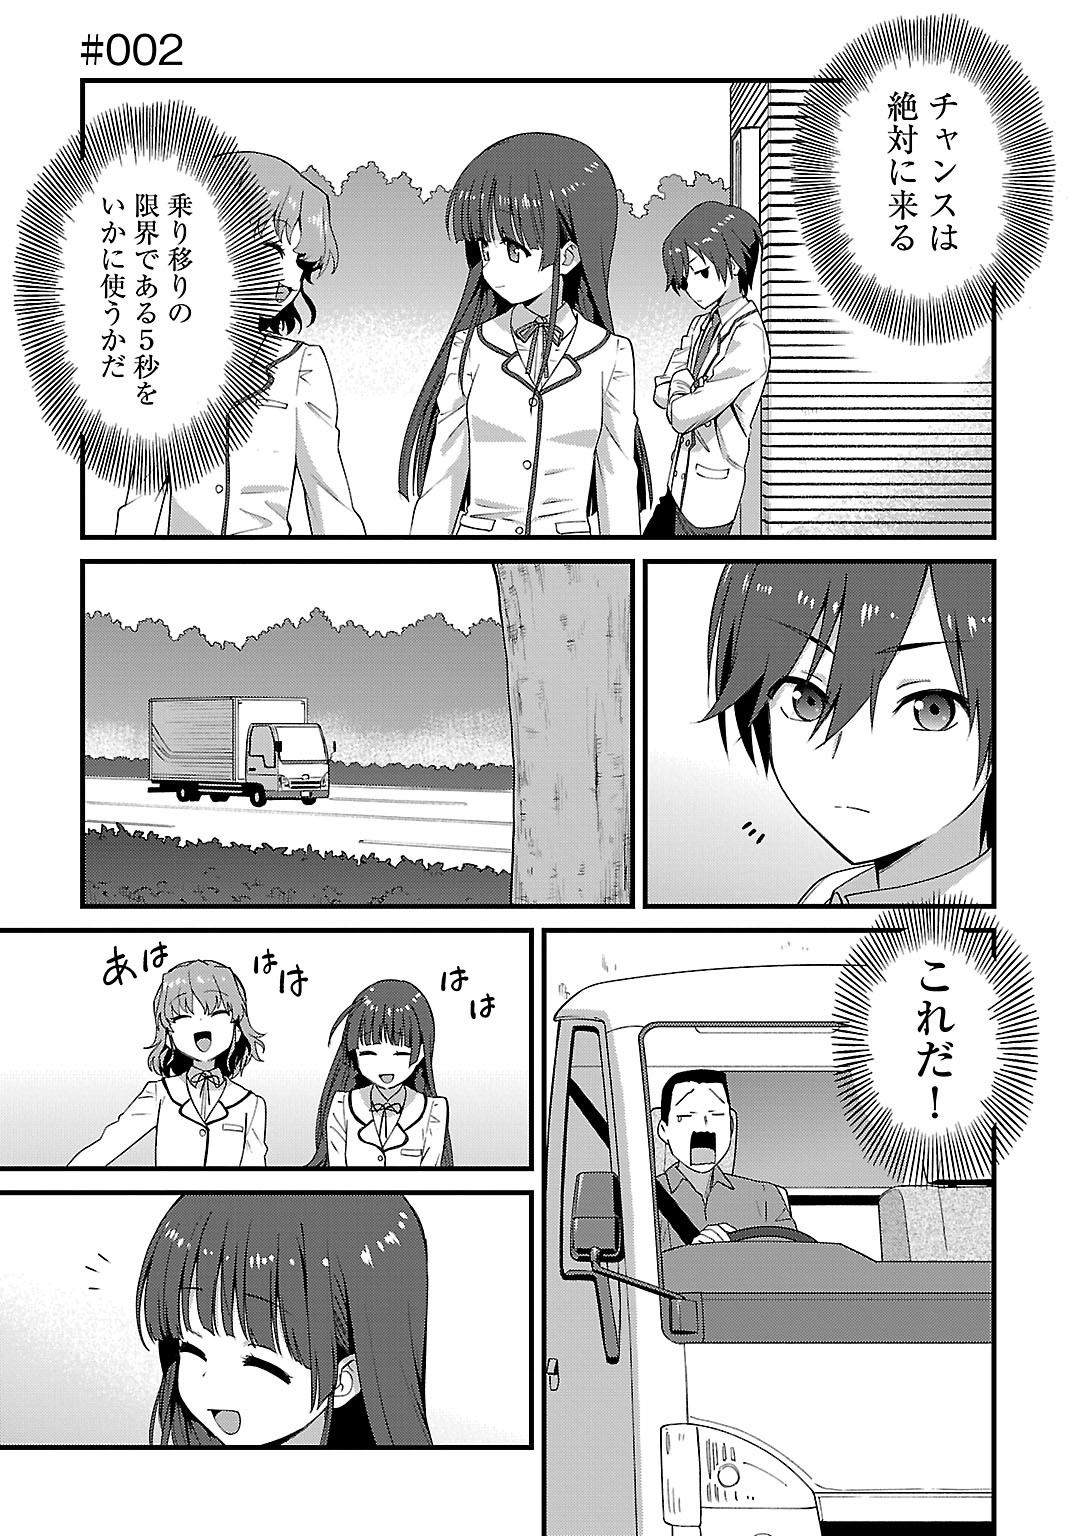 #002
チャンスは
絶対に来る
乗り移りの
限界である5秒を
いかに使うかだ
これだ！
あは
はは
はは